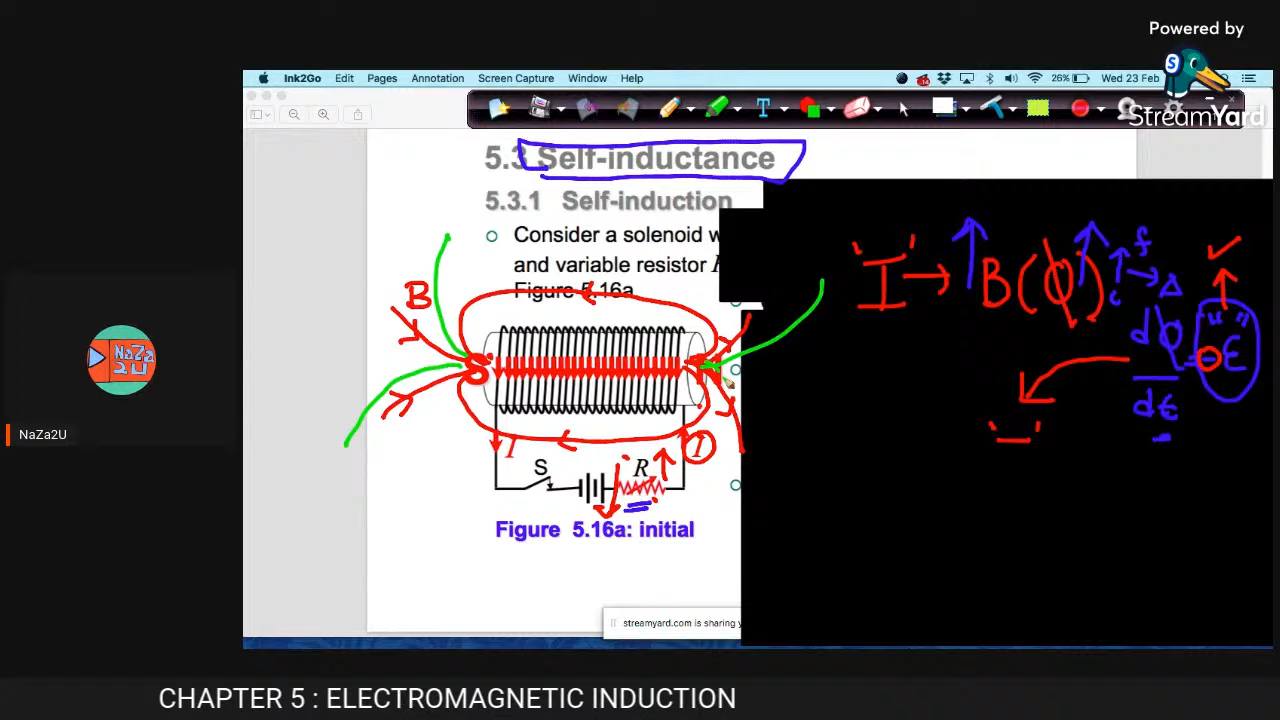 Powered by
StreamYard
Ink2Go Edit Pages Annotation Screen Capture Window Help
26% Wed 23 Feb
5.3 Self-inductance
5.3.1 Self-induction
Consider a solenoid w
and variable resistor R
Figure 5.16a
B
S
I
I
S
R
Figure 5.16a: initial
'I' → B(ϕ)
↑ f
i
→ Δ
dϕ
= - "ε"
dt
'-'
NaZa
2U
NaZa2U
streamyard.com is sharing y
CHAPTER 5 : ELECTROMAGNETIC INDUCTION